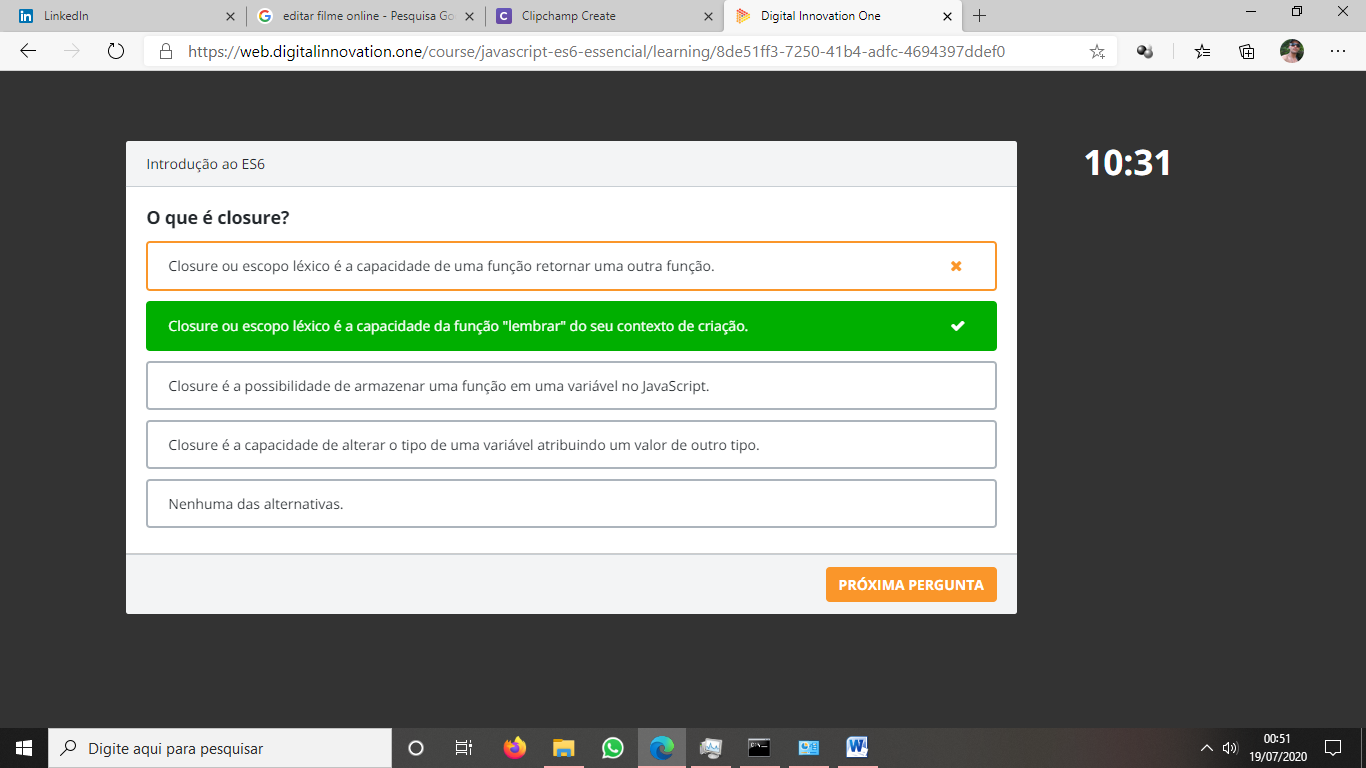 LinkedIn
editar filme online - Pesquisa Go
Clipchamp Create
Digital Innovation One
https://web.digitalinnovation.one/course/javascript-es6-essencial/learning/8de51ff3-7250-41b4-adfc-4694397ddef0
Introdução ao ES6
10:31
O que é closure?
Closure ou escopo léxico é a capacidade de uma função retornar uma outra função.
Closure ou escopo léxico é a capacidade da função "lembrar" do seu contexto de criação.
Closure é a possibilidade de armazenar uma função em uma variável no JavaScript.
Closure é a capacidade de alterar o tipo de uma variável atribuindo um valor de outro tipo.
Nenhuma das alternativas.
PRÓXIMA PERGUNTA
Digite aqui para pesquisar
00:51
19/07/2020